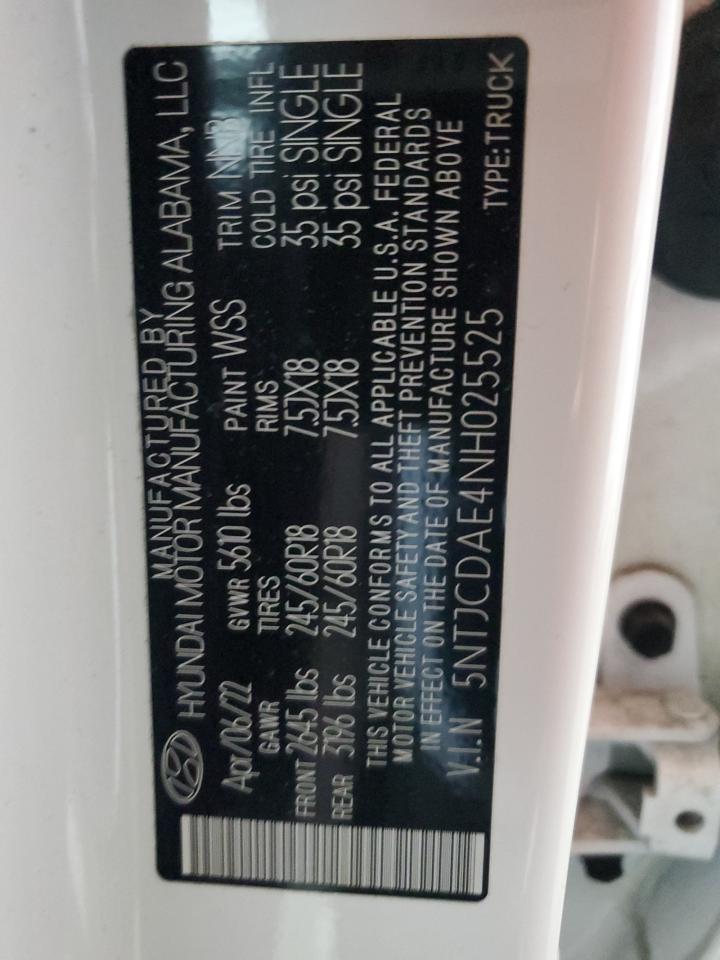 MANUFACTURED BY
HYUNDAI MOTOR MANUFACTURING ALABAMA, LLC
Apr/06/22 GVWR 5610 lbs PAINT WSS TRIM NNB
GAWR TIRES RIMS COLD TIRE INFL
FRONT 2645 lbs 245/60R18 7.5JX18 35 psi SINGLE
REAR 3196 lbs 245/60R18 7.5JX18 35 psi SINGLE
THIS VEHICLE CONFORMS TO ALL APPLICABLE U.S.A. FEDERAL
MOTOR VEHICLE SAFETY AND THEFT PREVENTION STANDARDS
IN EFFECT ON THE DATE OF MANUFACTURE SHOWN ABOVE
V.I.N 5NTJCDAE4NH025525 TYPE: TRUCK